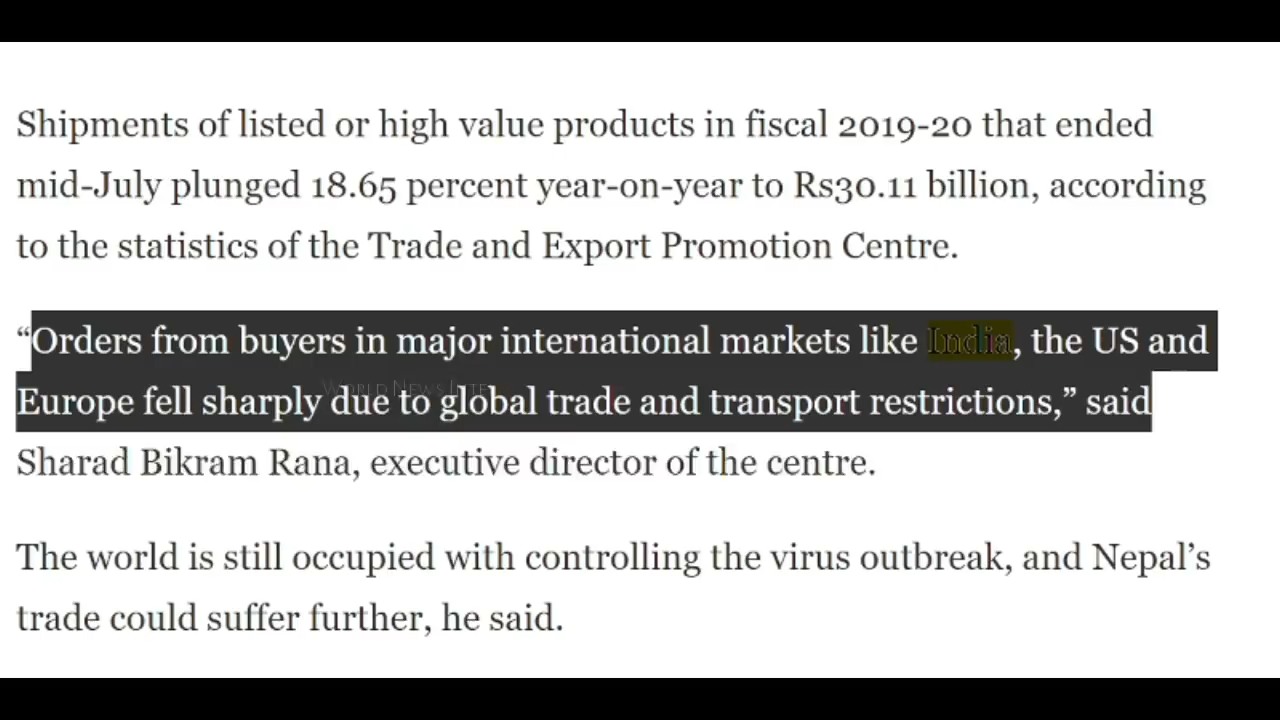 Shipments of listed or high value products in fiscal 2019-20 that ended
mid-July plunged 18.65 percent year-on-year to Rs30.11 billion, according
to the statistics of the Trade and Export Promotion Centre.
“Orders from buyers in major international markets like India, the US and
Europe fell sharply due to global trade and transport restrictions,” said
World News Lite
Sharad Bikram Rana, executive director of the centre.
The world is still occupied with controlling the virus outbreak, and Nepal’s
trade could suffer further, he said.